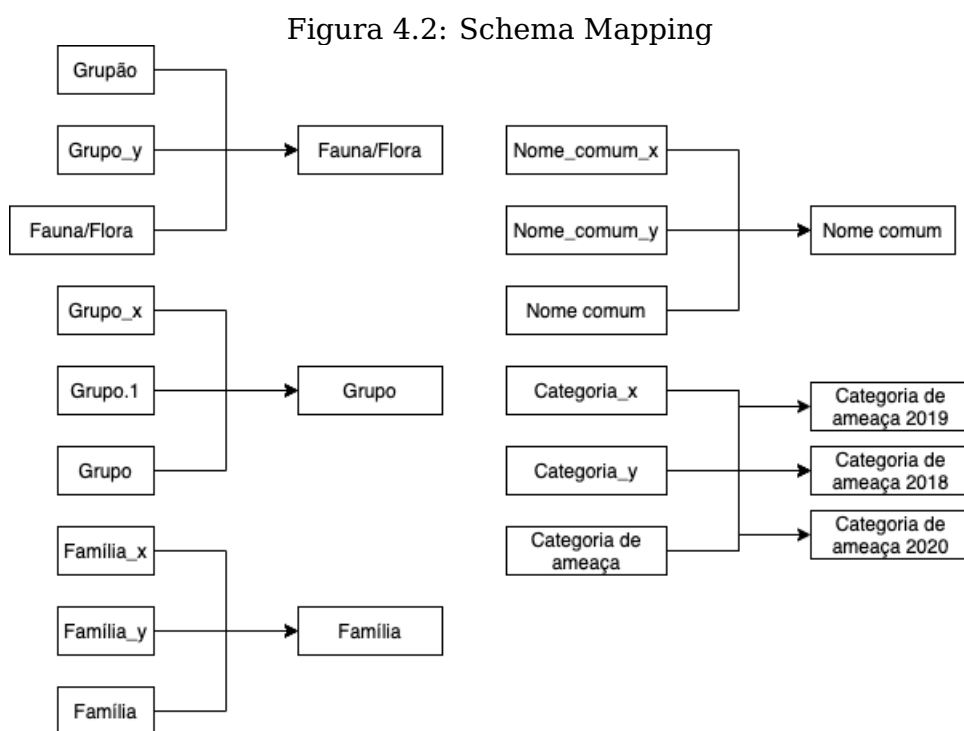 Figura 4.2: Schema Mapping
Grupão
Grupo_y
Fauna/Flora
Fauna/Flora
Grupo_x
Grupo.1
Grupo
Grupo
Família_x
Família_y
Família
Família
Nome_comum_x
Nome_comum_y
Nome comum
Nome comum
Categoria_x
Categoria_y
Categoria de
ameaça
Categoria de
ameaça 2019
Categoria de
ameaça 2018
Categoria de
ameaça 2020